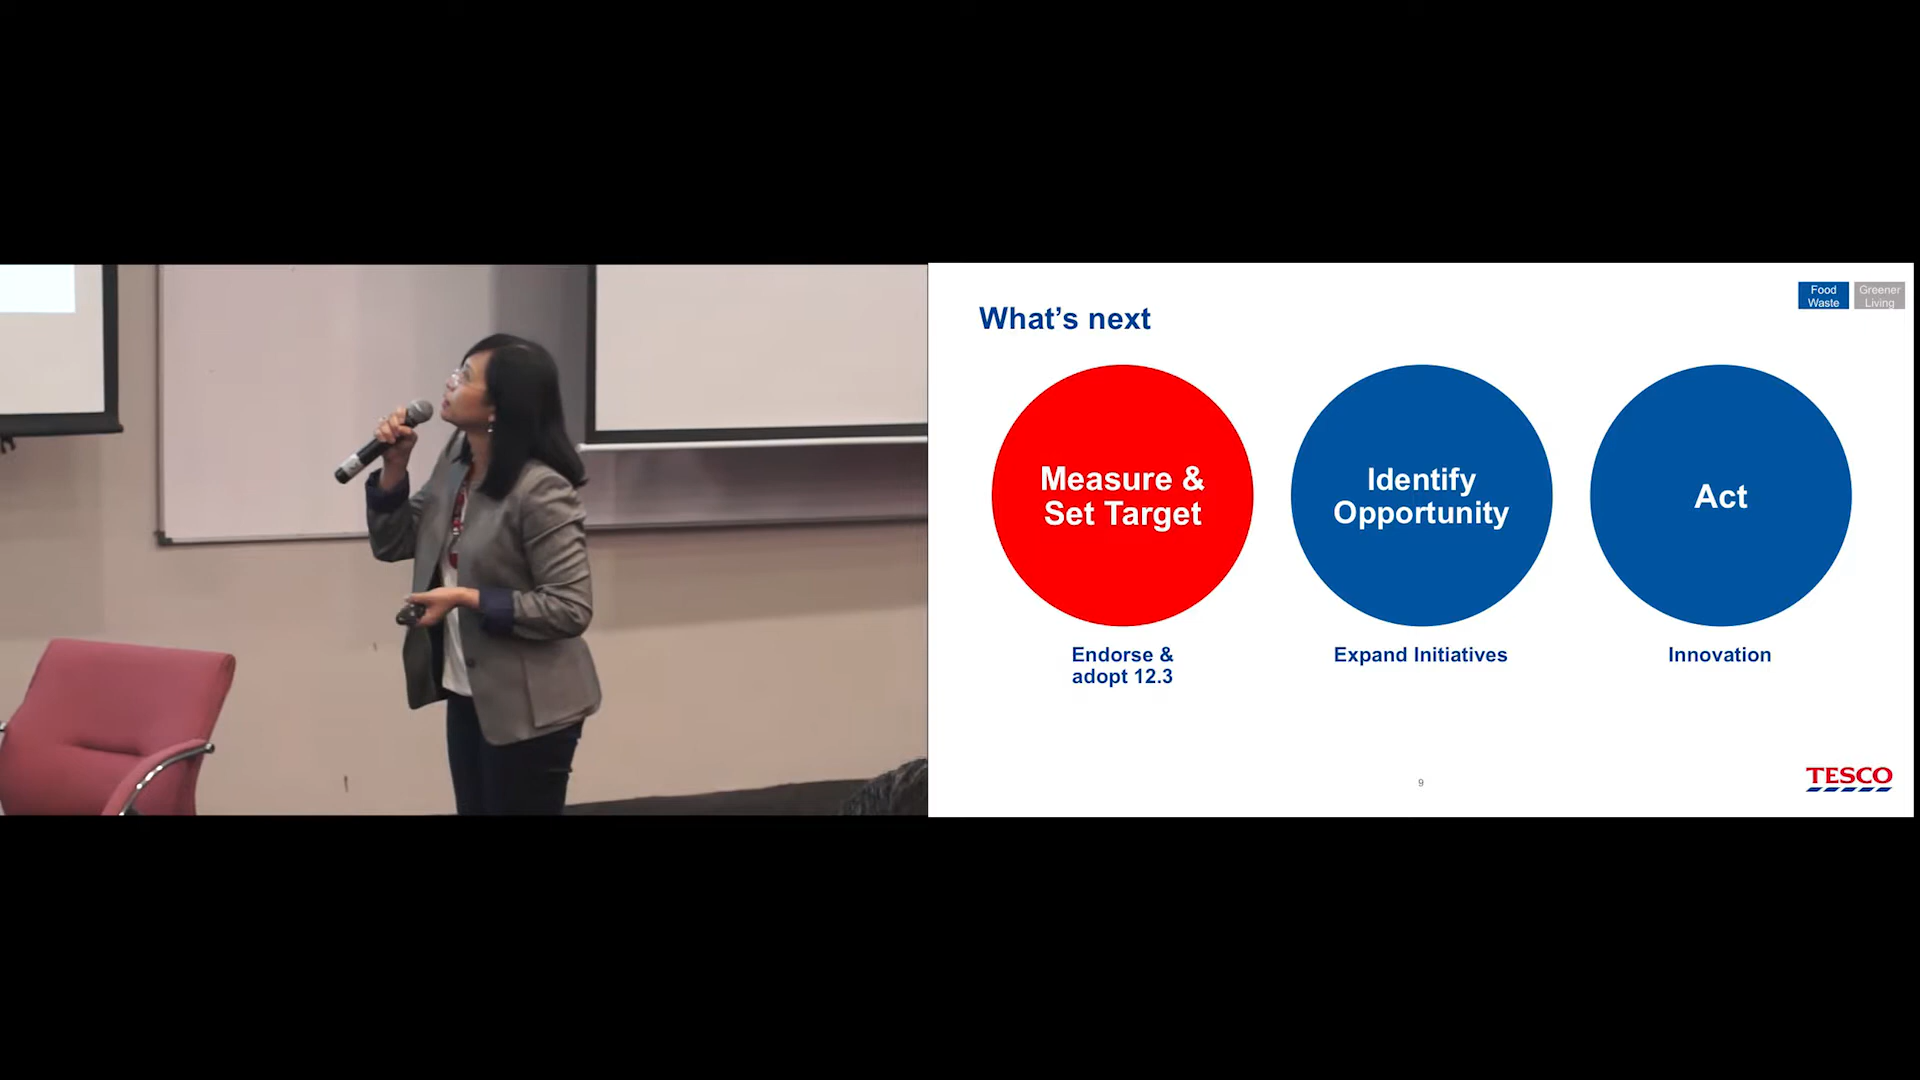 Food
Waste
Greener
Living
What's next
Measure &
Set Target
Identify
Opportunity
Act
Endorse &
adopt 12.3
Expand Initiatives
Innovation
9
TESCO